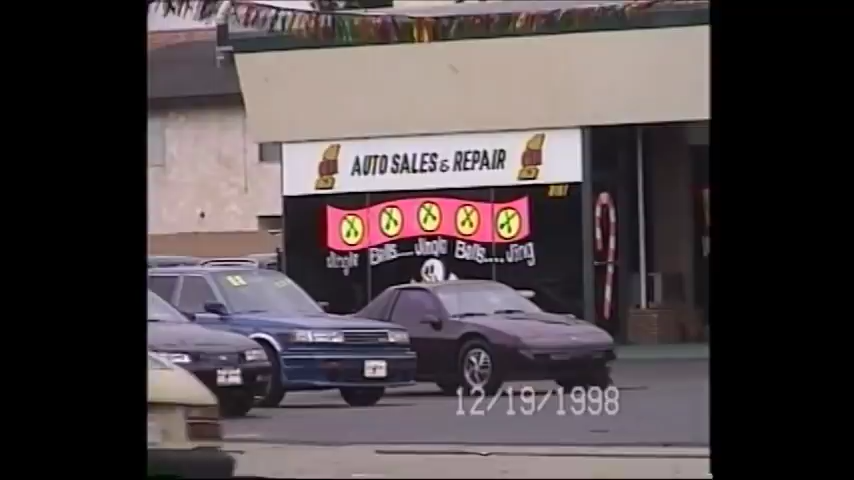 AUTO SALES & REPAIR
Jingle Bells.... Jingle Bells.... Jing
12/19/1998